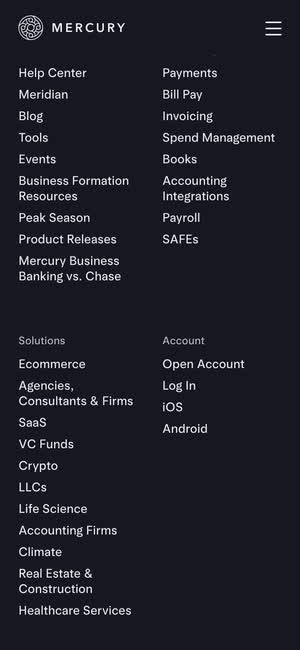 MERCURY
Help Center
Meridian
Blog
Tools
Events
Business Formation
Resources
Peak Season
Product Releases
Mercury Business
Banking vs. Chase
Payments
Bill Pay
Invoicing
Spend Management
Books
Accounting
Integrations
Payroll
SAFEs
Solutions
Ecommerce
Agencies,
Consultants & Firms
SaaS
VC Funds
Crypto
LLCs
Life Science
Accounting Firms
Climate
Real Estate &
Construction
Healthcare Services
Account
Open Account
Log In
iOS
Android